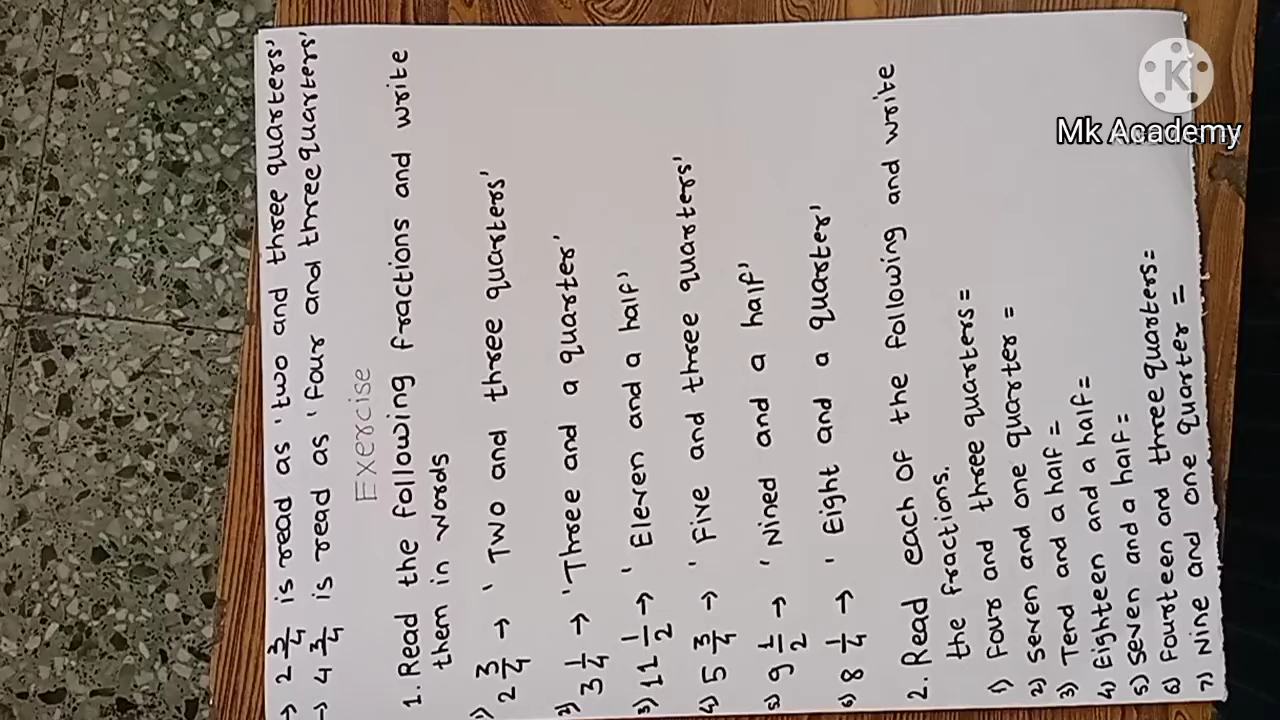 → 2 3/4 is read as 'two and three quarters'
→ 4 3/4 is read as 'four and three quarters'
Exercise
1. Read the following fractions and write
them in words
1) 2 3/4 → 'Two and three quarters'
2) 3 1/4 → 'Three and a quarter'
3) 11 1/2 → 'Eleven and a half'
4) 5 3/4 → 'Five and three quarters'
5) 9 1/2 → 'Nined and a half'
6) 8 1/4 → 'Eight and a quarter'
2. Read each of the following and write
the fractions.
1) Four and three quarters =
2) Seven and one quarter =
3) Tend and a half =
4) Eighteen and a half =
5) Seven and a half =
6) Fourteen and three quarters =
7) Nine and one quarter =
K
Mk Academy